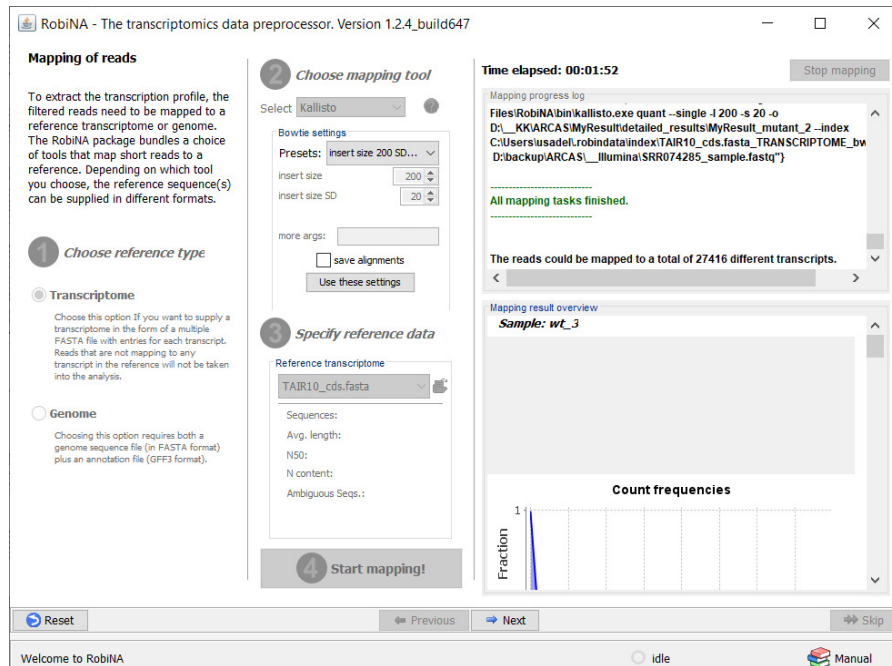 RobiNA - The transcriptomics data preprocessor. Version 1.2.4_build647
Mapping of reads
To extract the transcription profile, the
filtered reads need to be mapped to a
reference transcriptome or genome.
The RobiNA package bundles a choice
of tools that map short reads to a
reference. Depending on which tool
you choose, the reference sequence(s)
can be supplied in different formats.
1 Choose reference type
Transcriptome
Choose this option If you want to supply a
transcriptome in the form of a multiple
FASTA file with entries for each transcript.
Reads that are not mapping to any
transcript in the reference will not be taken
into the analysis.
Genome
Choosing this option requires both a
genome sequence file (in FASTA format)
plus an annotation file (GFF3 format).
2 Choose mapping tool
Select Kallisto
Bowtie settings
Presets: insert size 200 SD...
insert size 200
insert size SD 20
more args:
save alignments
Use these settings
3 Specify reference data
Reference transcriptome
TAIR10_cds.fasta
Sequences:
Avg. length:
N50:
N content:
Ambiguous Seqs.:
4 Start mapping!
Time elapsed: 00:01:52
Stop mapping
Mapping progress log
Files\RobiNA\bin\kallisto.exe quant --single -l 200 -s 20 -o
D:\__KK\ARCAS\MyResult\detailed_results\MyResult_mutant_2 --index
C:\Users\usadel\.robindata\index\TAIR10_cds.fasta_TRANSCRIPTOME_bw
D:\backup\ARCAS\__Illumina\SRR074285_sample.fastq"}
----------------------------
All mapping tasks finished.
----------------------------
The reads could be mapped to a total of 27416 different transcripts.
Mapping result overview
Sample: wt_3
Count frequencies
1
Fraction
Reset
Previous
Next
Skip
Welcome to RobiNA
idle
Manual